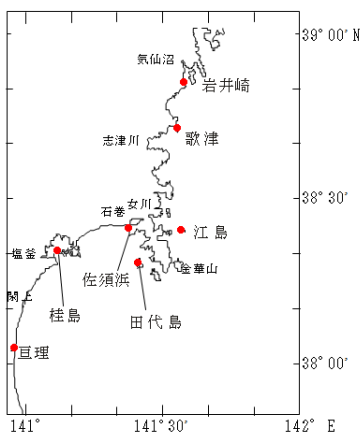 39°00′N
気仙沼
岩井崎
歌津
志津川
38°30′
女川
石巻
江島
塩釜
金華山
佐須浜
閖上
桂島
田代島
亘理
38°00′
141°
141°30′
142° E